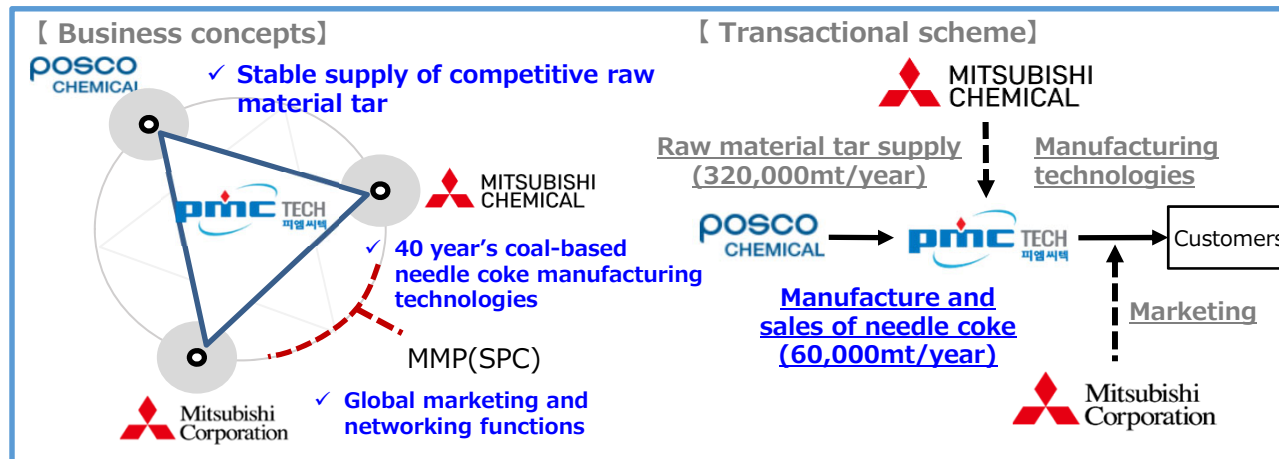 【 Business concepts】
posco
CHEMICAL
✓ Stable supply of competitive raw
material tar
pmc TECH
피엠씨텍
MITSUBISHI
CHEMICAL
✓ 40 year’s coal-based
needle coke manufacturing
technologies
MMP(SPC)
Mitsubishi
Corporation
✓ Global marketing and
networking functions
【 Transactional scheme】
MITSUBISHI
CHEMICAL
Raw material tar supply
(320,000mt/year)
Manufacturing
technologies
posco
CHEMICAL
pmc TECH
피엠씨텍
Customers
Manufacture and
sales of needle coke
(60,000mt/year)
Marketing
Mitsubishi
Corporation